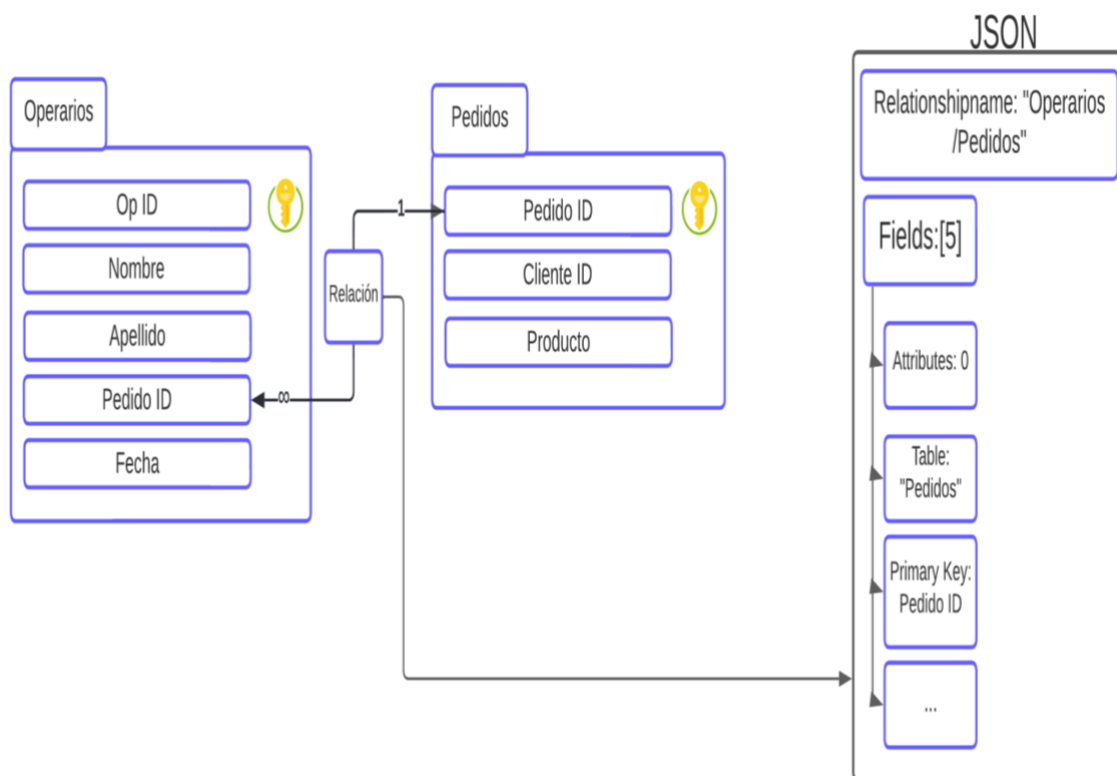 JSON
Operarios
Op ID
Nombre
Apellido
Pedido ID
Fecha
Relación
1
∞
Pedidos
Pedido ID
Cliente ID
Producto
Relationshipname: "Operarios
/Pedidos"
Fields:[5]
Attributes: 0
Table:
"Pedidos"
Primary Key:
Pedido ID
...